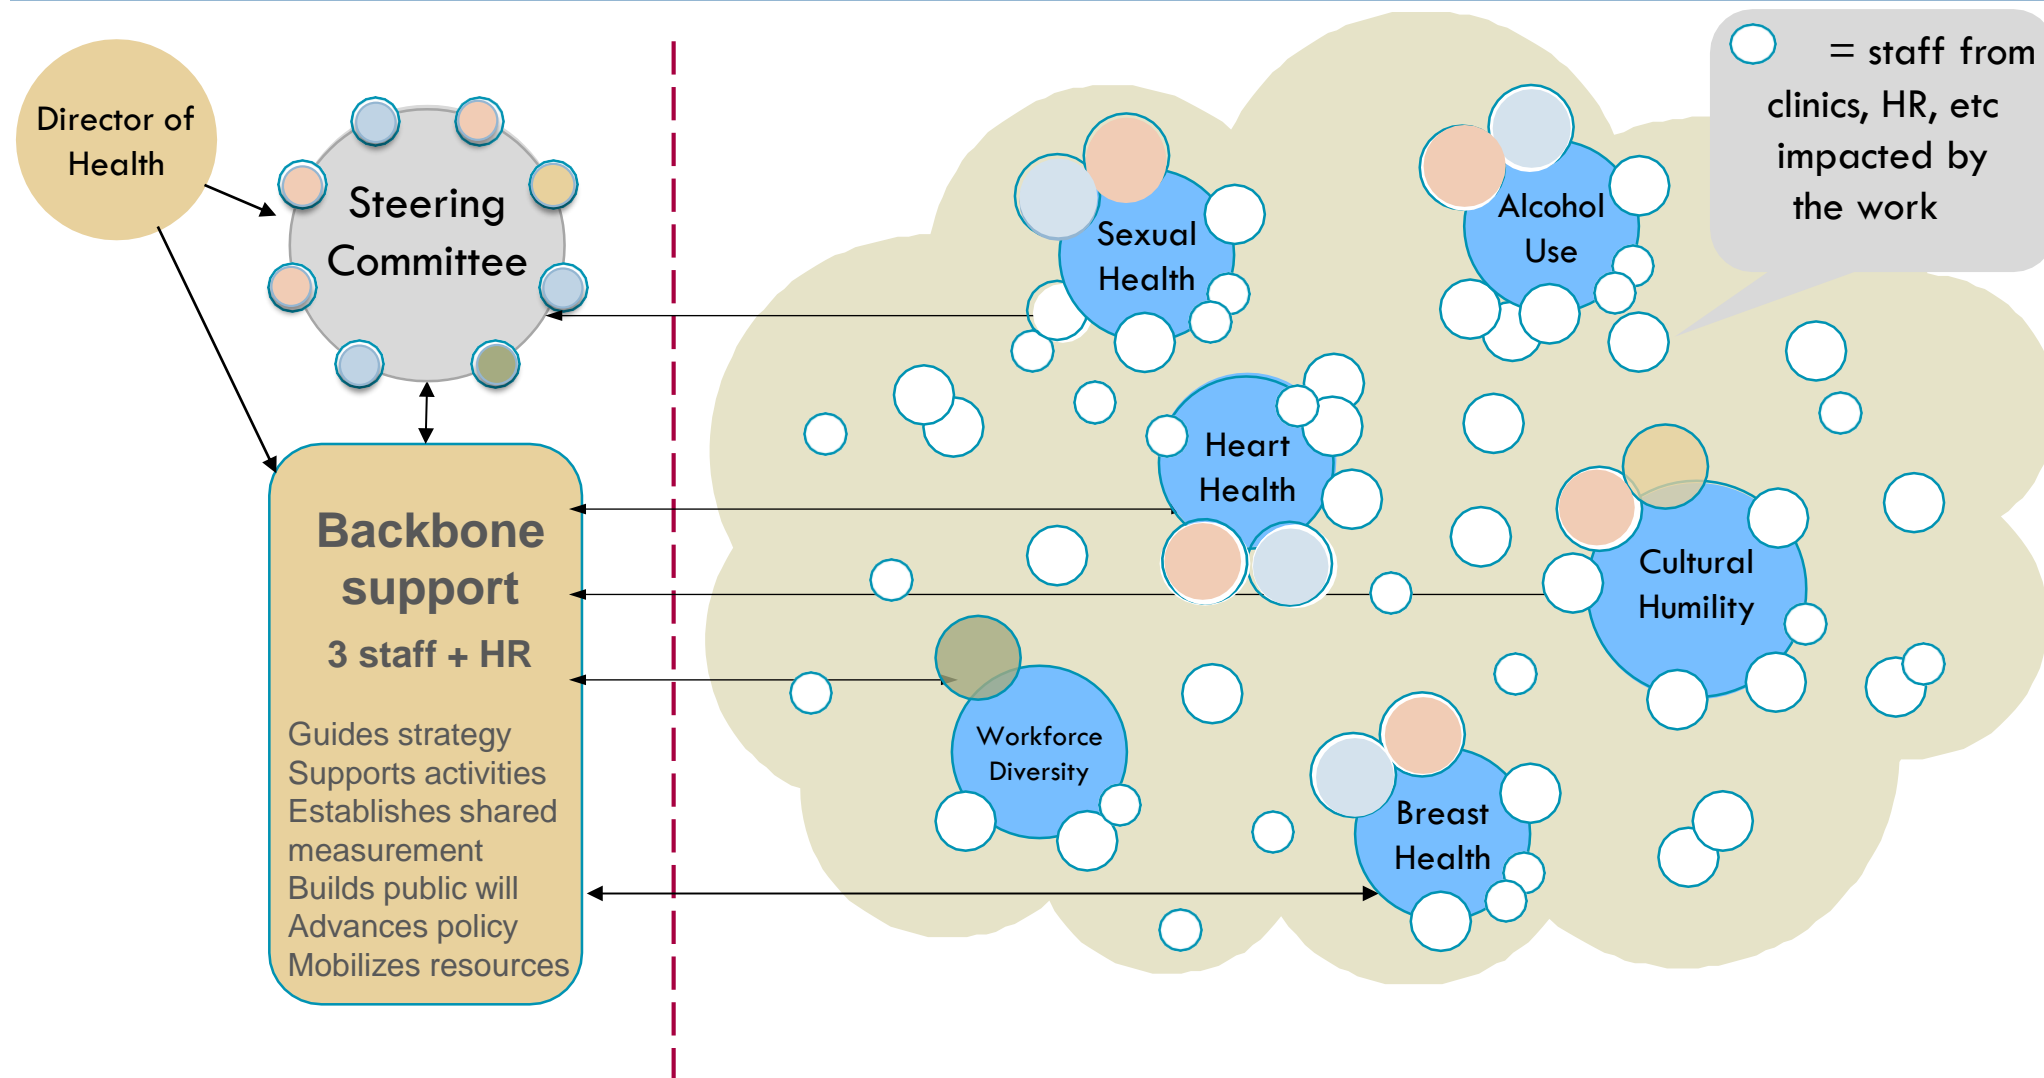 Director of
Health
Steering
Committee
Backbone
support
3 staff + HR
Guides strategy
Supports activities
Establishes shared
measurement
Builds public will
Advances policy
Mobilizes resources
Sexual
Health
Alcohol
Use
Heart
Health
Cultural
Humility
Workforce
Diversity
Breast
Health
= staff from
clinics, HR, etc
impacted by
the work